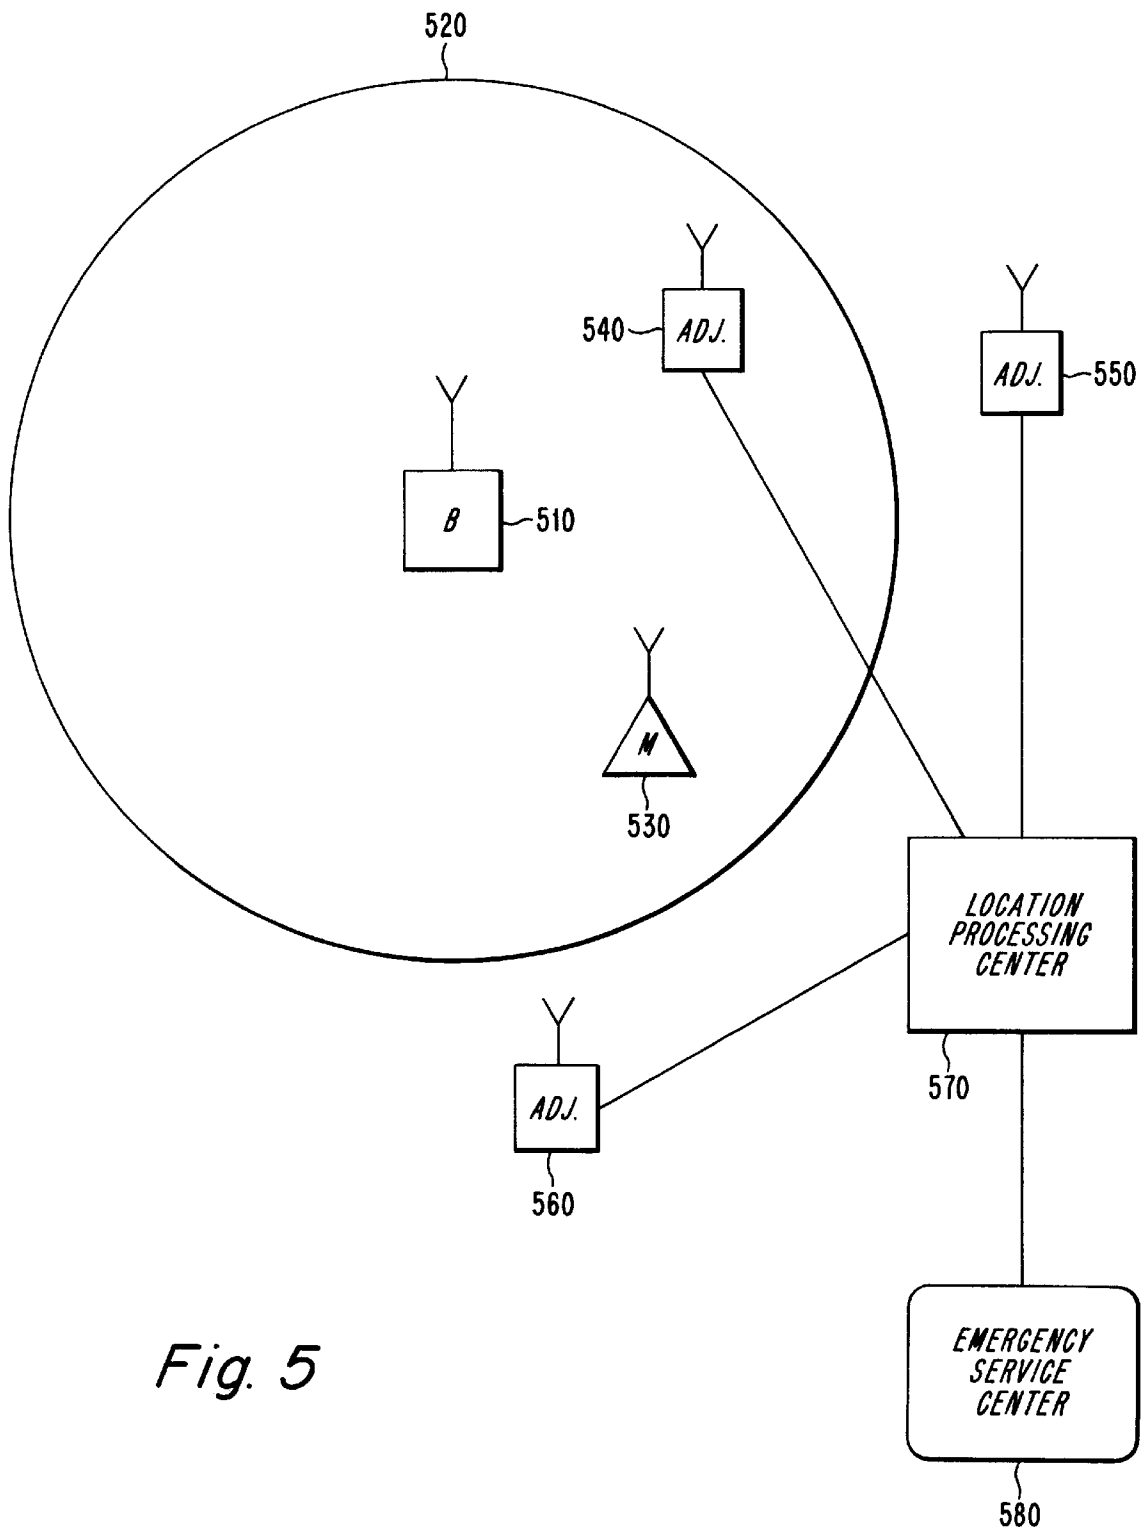 520
ADJ.
540
ADJ.
550
B
510
M
530
LOCATION
PROCESSING
CENTER
570
ADJ.
560
EMERGENCY
SERVICE
CENTER
580
Fig. 5